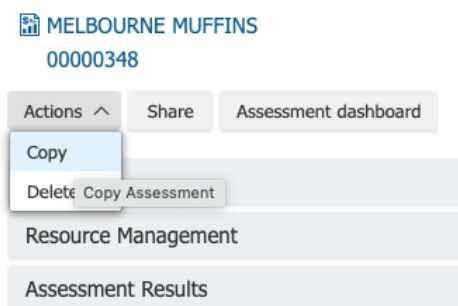 MELBOURNE MUFFINS
00000348
Actions Share Assessment dashboard
Copy
Delete Copy Assessment
Resource Management
Assessment Results